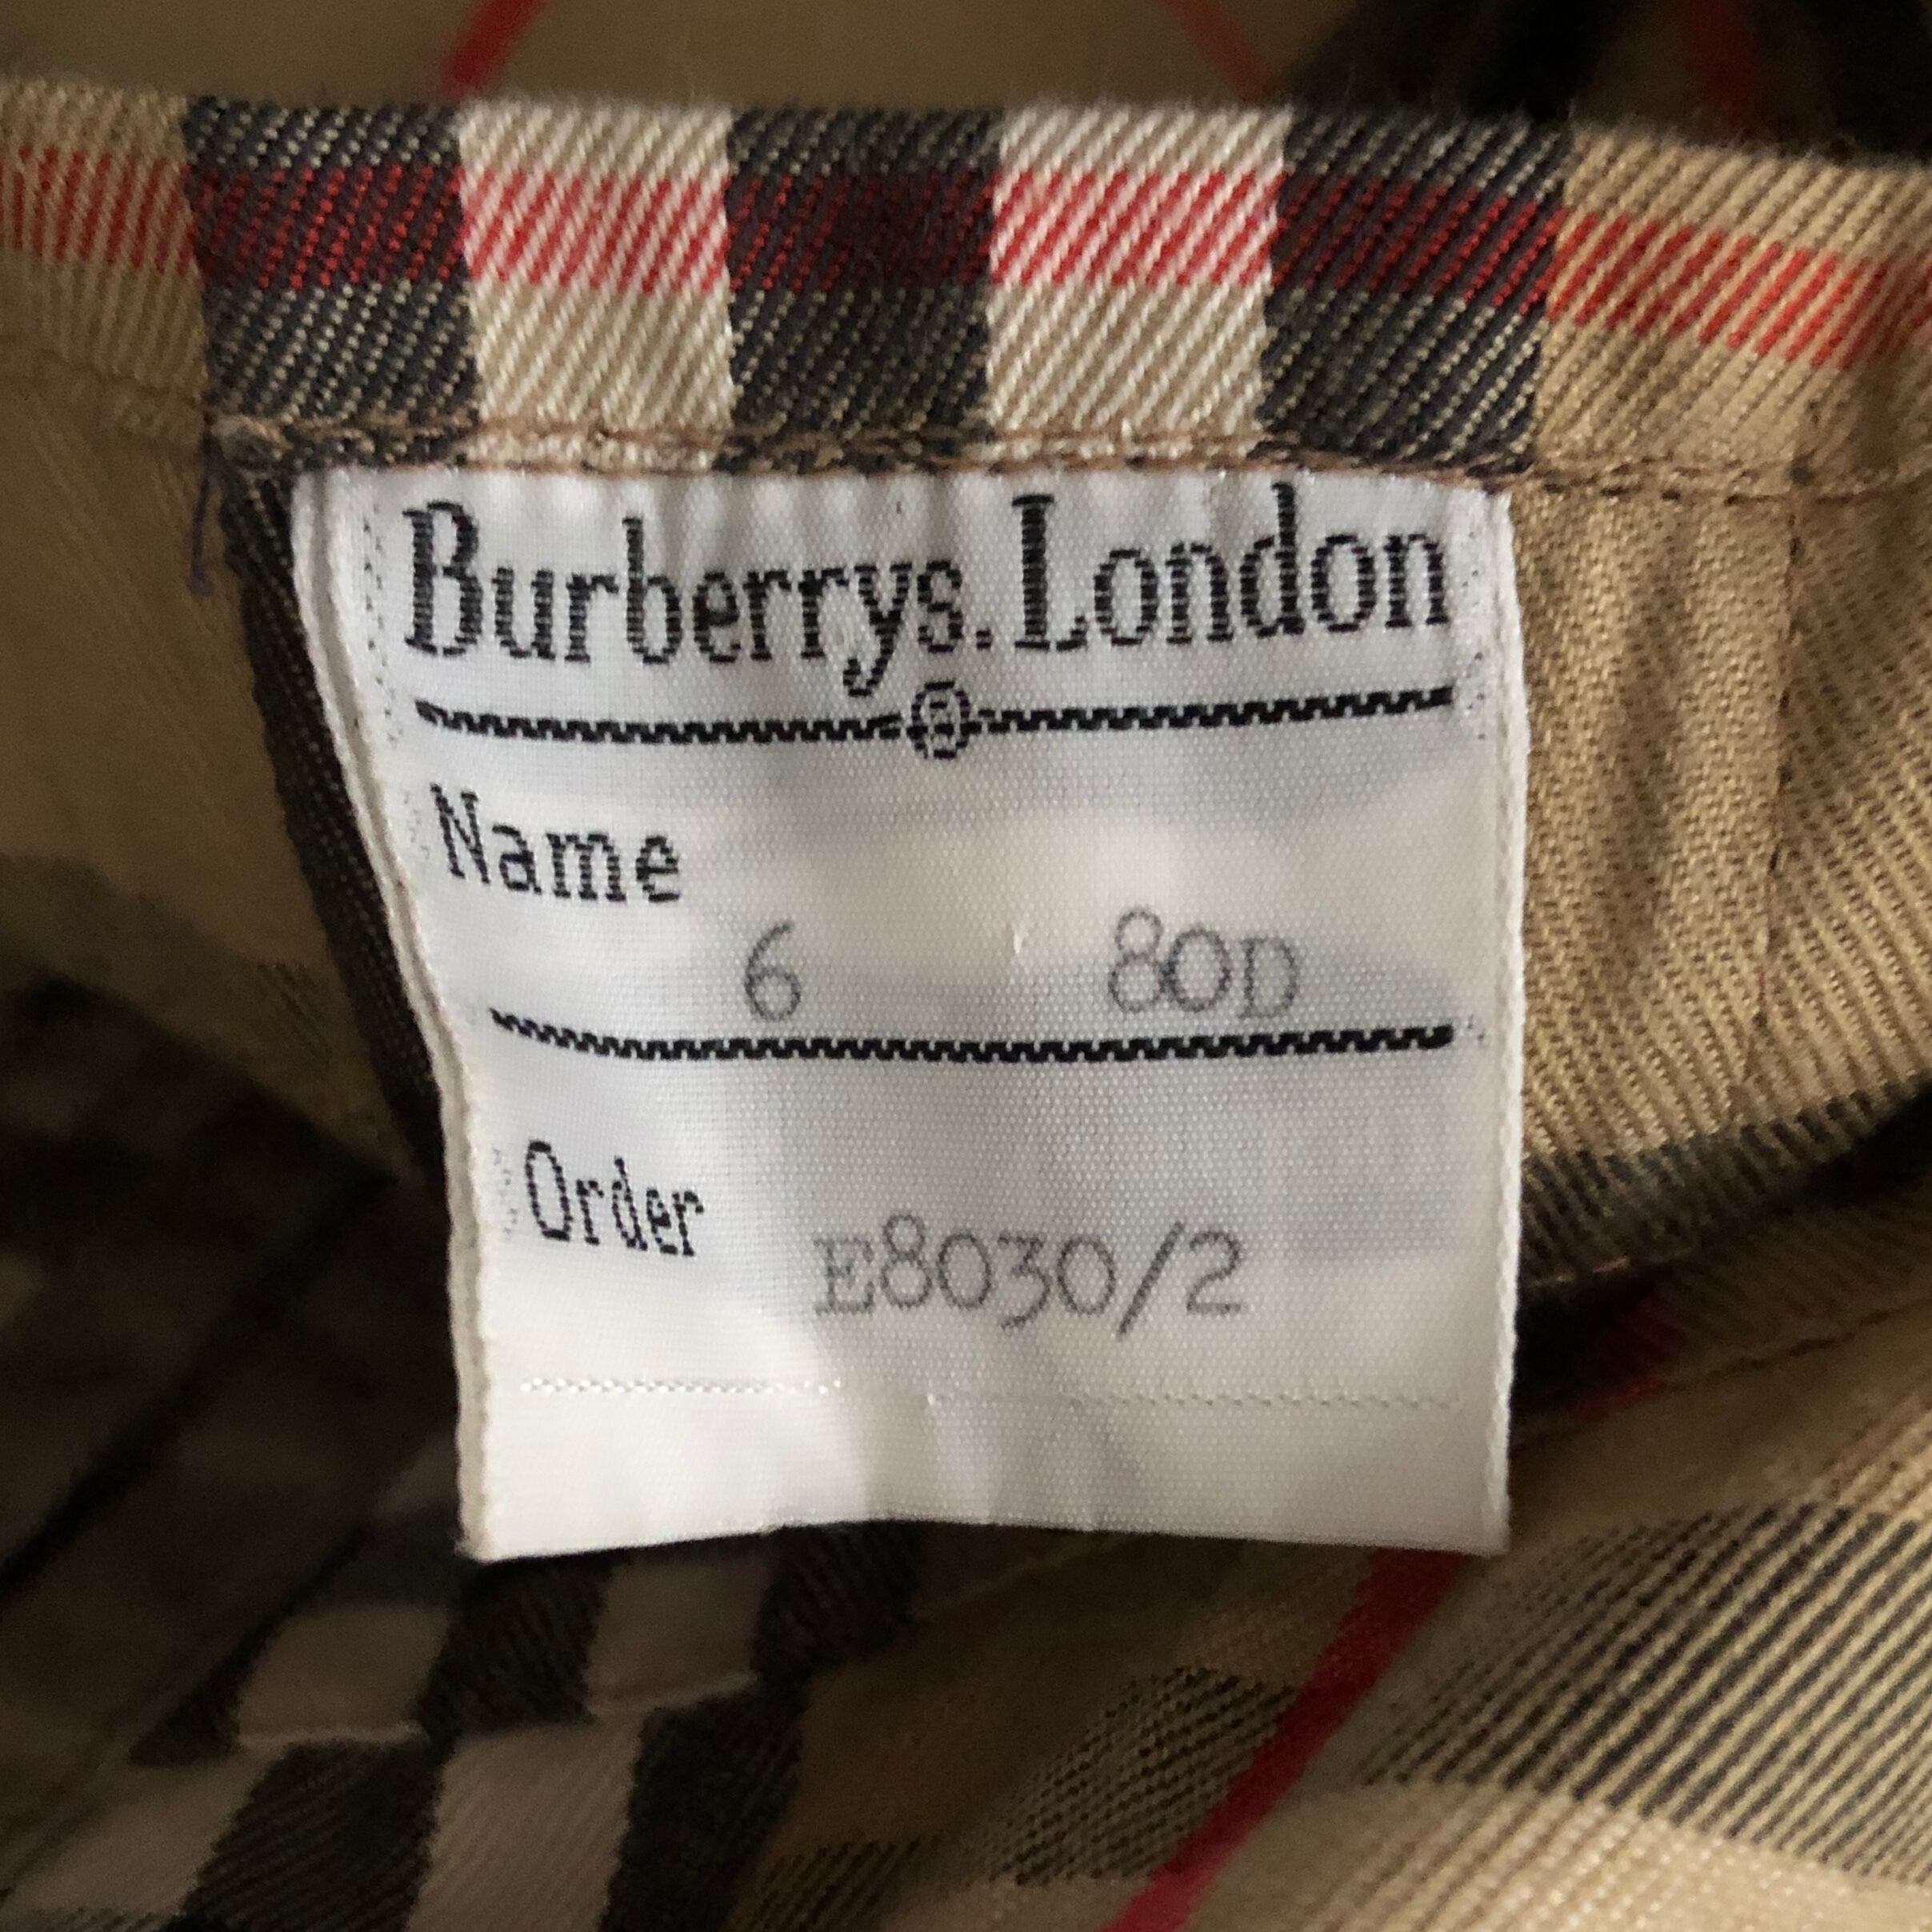 Burberrys. London
Name
6 80D
Order
E8030/2